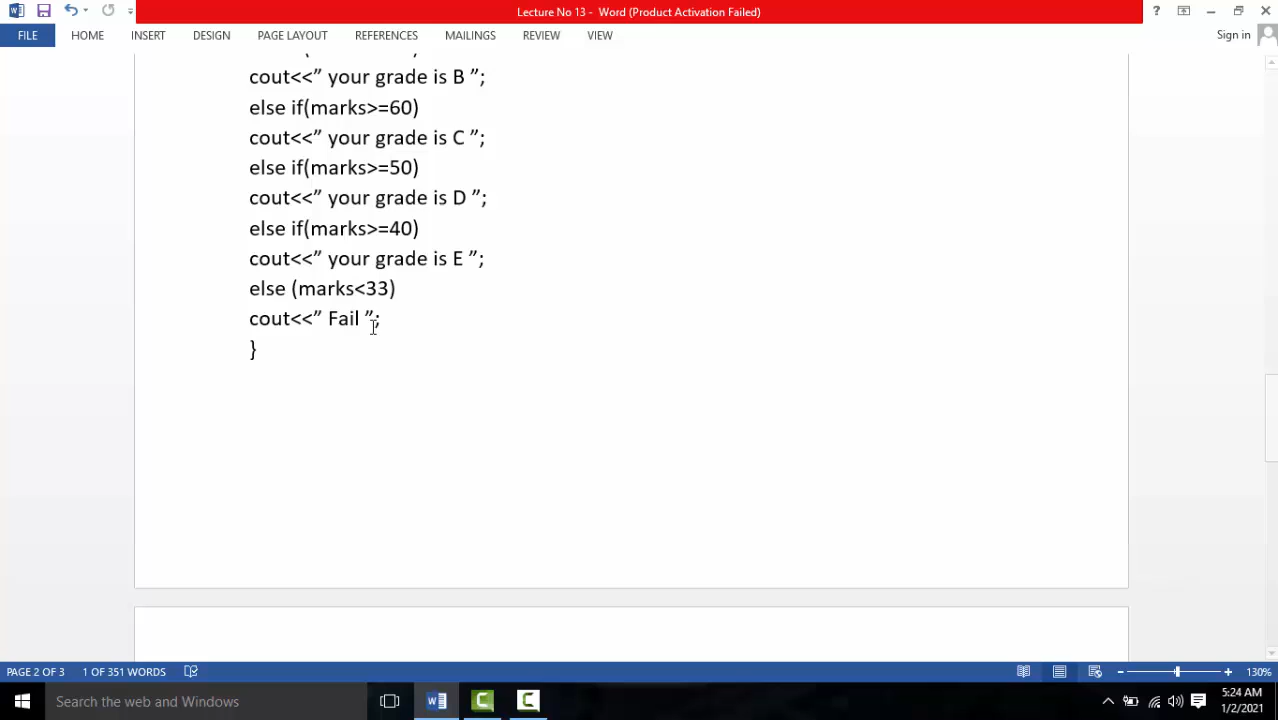 Lecture No 13 - Word (Product Activation Failed)
?
FILE HOME INSERT DESIGN PAGE LAYOUT REFERENCES MAILINGS REVIEW VIEW Sign in
cout<<” your grade is B ”;
else if(marks>=60)
cout<<” your grade is C ”;
else if(marks>=50)
cout<<” your grade is D ”;
else if(marks>=40)
cout<<” your grade is E ”;
else (marks<33)
cout<<” Fail ”;
}
PAGE 2 OF 3 1 OF 351 WORDS 130%
Search the web and Windows
5:24 AM
1/2/2021